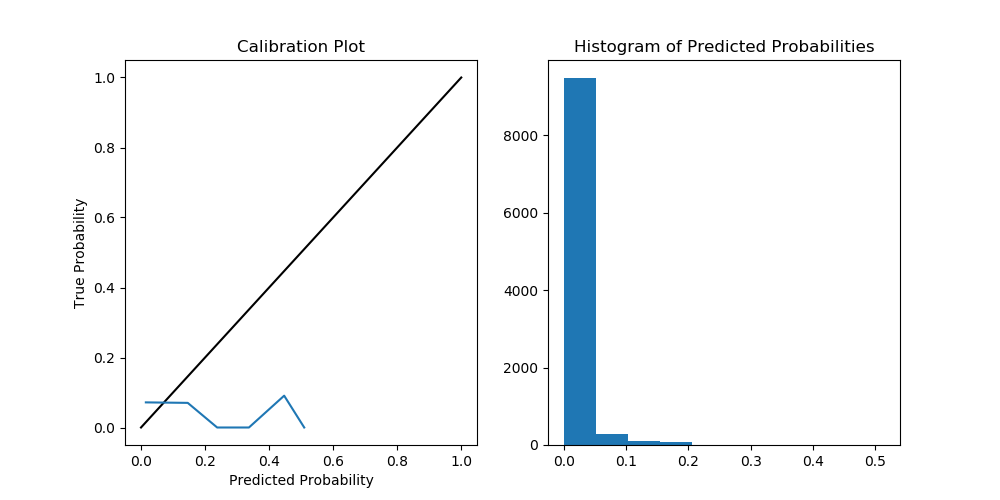 Calibration Plot
True Probability
1.0
0.8
0.6
0.4
0.2
0.0
0.0 0.2 0.4 0.6 0.8 1.0
Predicted Probability
Histogram of Predicted Probabilities
8000
6000
4000
2000
0
0.0 0.1 0.2 0.3 0.4 0.5